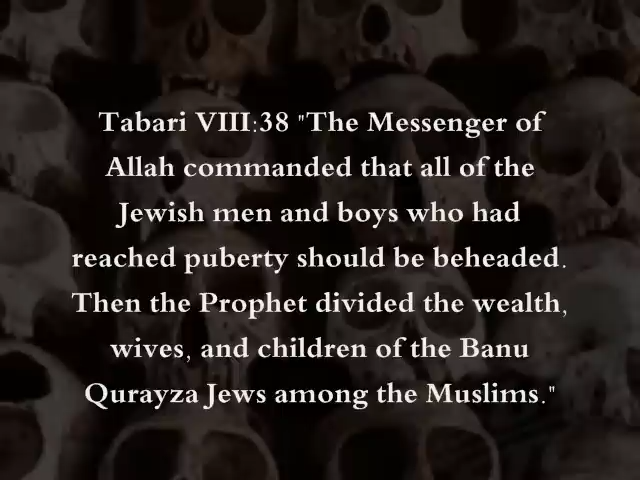 Tabari VIII:38 "The Messenger of
Allah commanded that all of the
Jewish men and boys who had
reached puberty should be beheaded.
Then the Prophet divided the wealth,
wives, and children of the Banu
Qurayza Jews among the Muslims."